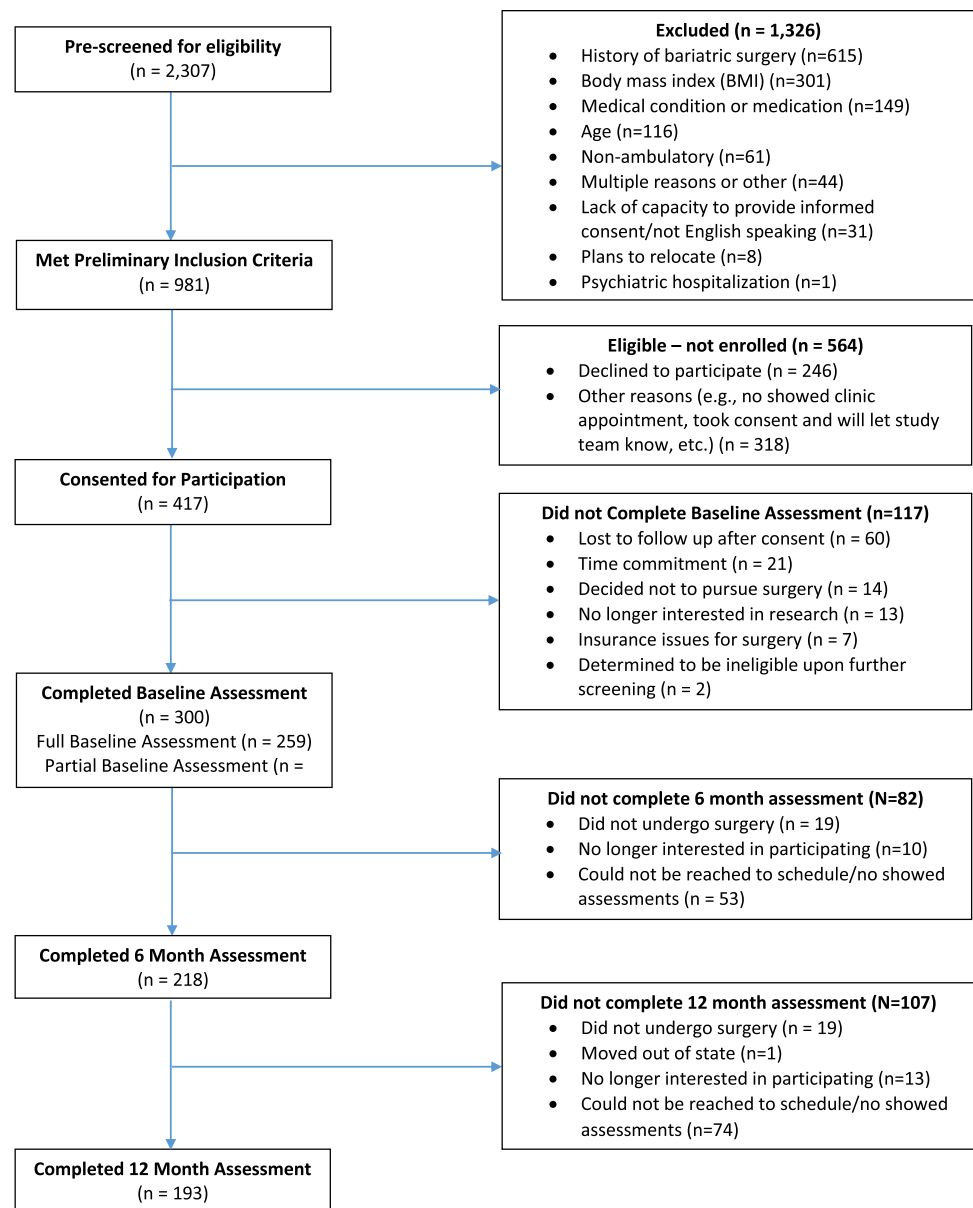 Pre-screened for eligibility
(n = 2,307)
Excluded (n = 1,326)
• History of bariatric surgery (n=615)
• Body mass index (BMI) (n=301)
• Medical condition or medication (n=149)
• Age (n=116)
• Non-ambulatory (n=61)
• Multiple reasons or other (n=44)
• Lack of capacity to provide informed
consent/not English speaking (n=31)
• Plans to relocate (n=8)
• Psychiatric hospitalization (n=1)
Met Preliminary Inclusion Criteria
(n = 981)
Eligible – not enrolled (n = 564)
• Declined to participate (n = 246)
• Other reasons (e.g., no showed clinic
appointment, took consent and will let study
team know, etc.) (n = 318)
Consented for Participation
(n = 417)
Did not Complete Baseline Assessment (n=117)
• Lost to follow up after consent (n = 60)
• Time commitment (n = 21)
• Decided not to pursue surgery (n = 14)
• No longer interested in research (n = 13)
• Insurance issues for surgery (n = 7)
• Determined to be ineligible upon further
screening (n = 2)
Completed Baseline Assessment
(n = 300)
Full Baseline Assessment (n = 259)
Partial Baseline Assessment (n =
Did not complete 6 month assessment (N=82)
• Did not undergo surgery (n = 19)
• No longer interested in participating (n=10)
• Could not be reached to schedule/no showed
assessments (n = 53)
Completed 6 Month Assessment
(n = 218)
Did not complete 12 month assessment (N=107)
• Did not undergo surgery (n = 19)
• Moved out of state (n=1)
• No longer interested in participating (n=13)
• Could not be reached to schedule/no showed
assessments (n=74)
Completed 12 Month Assessment
(n = 193)